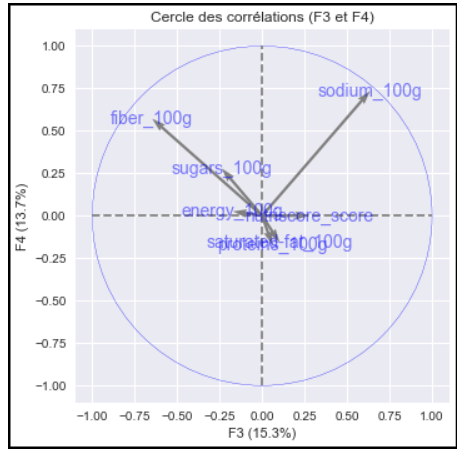 Cercle des corrélations (F3 et F4)
1.00
0.75
sodium_100g
fiber_100g
0.50
sugars_100g
0.25
energy_100g
nutriscore_score
0.00
saturated-fat_100g
proteins_100g
−0.25
−0.50
−0.75
−1.00
F4 (13.7%)
−1.00 −0.75 −0.50 −0.25 0.00 0.25 0.50 0.75 1.00
F3 (15.3%)